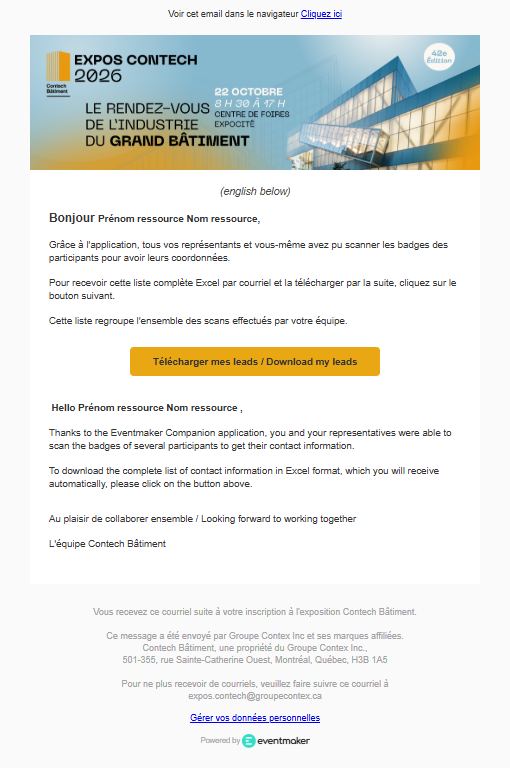 Voir cet email dans le navigateur Cliquez ici
Contech
Bâtiment
EXPOS CONTECH
2026
42e
Édition
LE RENDEZ-VOUS
DE L'INDUSTRIE
DU GRAND BÂTIMENT
22 OCTOBRE
8 H 30 À 17 H
CENTRE DE FOIRES
EXPOCITÉ
(english below)
Bonjour Prénom ressource Nom ressource,
Grâce à l'application, tous vos représentants et vous-même avez pu scanner les badges des
participants pour avoir leurs coordonnées.
Pour recevoir cette liste complète Excel par courriel et la télécharger par la suite, cliquez sur le
bouton suivant.
Cette liste regroupe l'ensemble des scans effectués par votre équipe.
Télécharger mes leads / Download my leads
Hello Prénom ressource Nom ressource ,
Thanks to the Eventmaker Companion application, you and your representatives were able to
scan the badges of several participants to get their contact information.
To download the complete list of contact information in Excel format, which you will receive
automatically, please click on the button above.
Au plaisir de collaborer ensemble / Looking forward to working together
L'équipe Contech Bâtiment
Vous recevez ce courriel suite à votre inscription à l'exposition Contech Bâtiment.
Ce message a été envoyé par Groupe Contex Inc et ses marques affiliées.
Contech Bâtiment, une propriété du Groupe Contex Inc.,
501-355, rue Sainte-Catherine Ouest, Montréal, Québec, H3B 1A5
Pour ne plus recevoir de courriels, veuillez faire suivre ce courriel à
expos.contech@groupecontex.ca
Gérer vos données personnelles
Powered by eventmaker